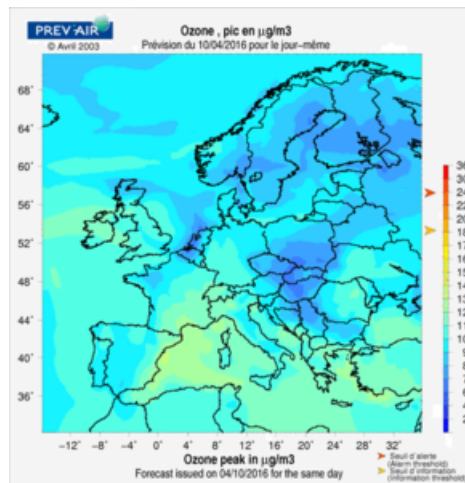 PREV'AIR
© Avril 2003
Ozone , pic en µg/m3
Prévision du 10/04/2016 pour le jour-même
68°
64°
60°
56°
52°
48°
44°
40°
36°
-12° -8° -4° 0° 4° 8° 12° 16° 20° 24° 28° 32°
Ozone peak in µg/m3
Forecast issued on 04/10/2016 for the same day
Seuil d'alerte
(Alarm threshold)
Seuil d'information
(Information threshold)